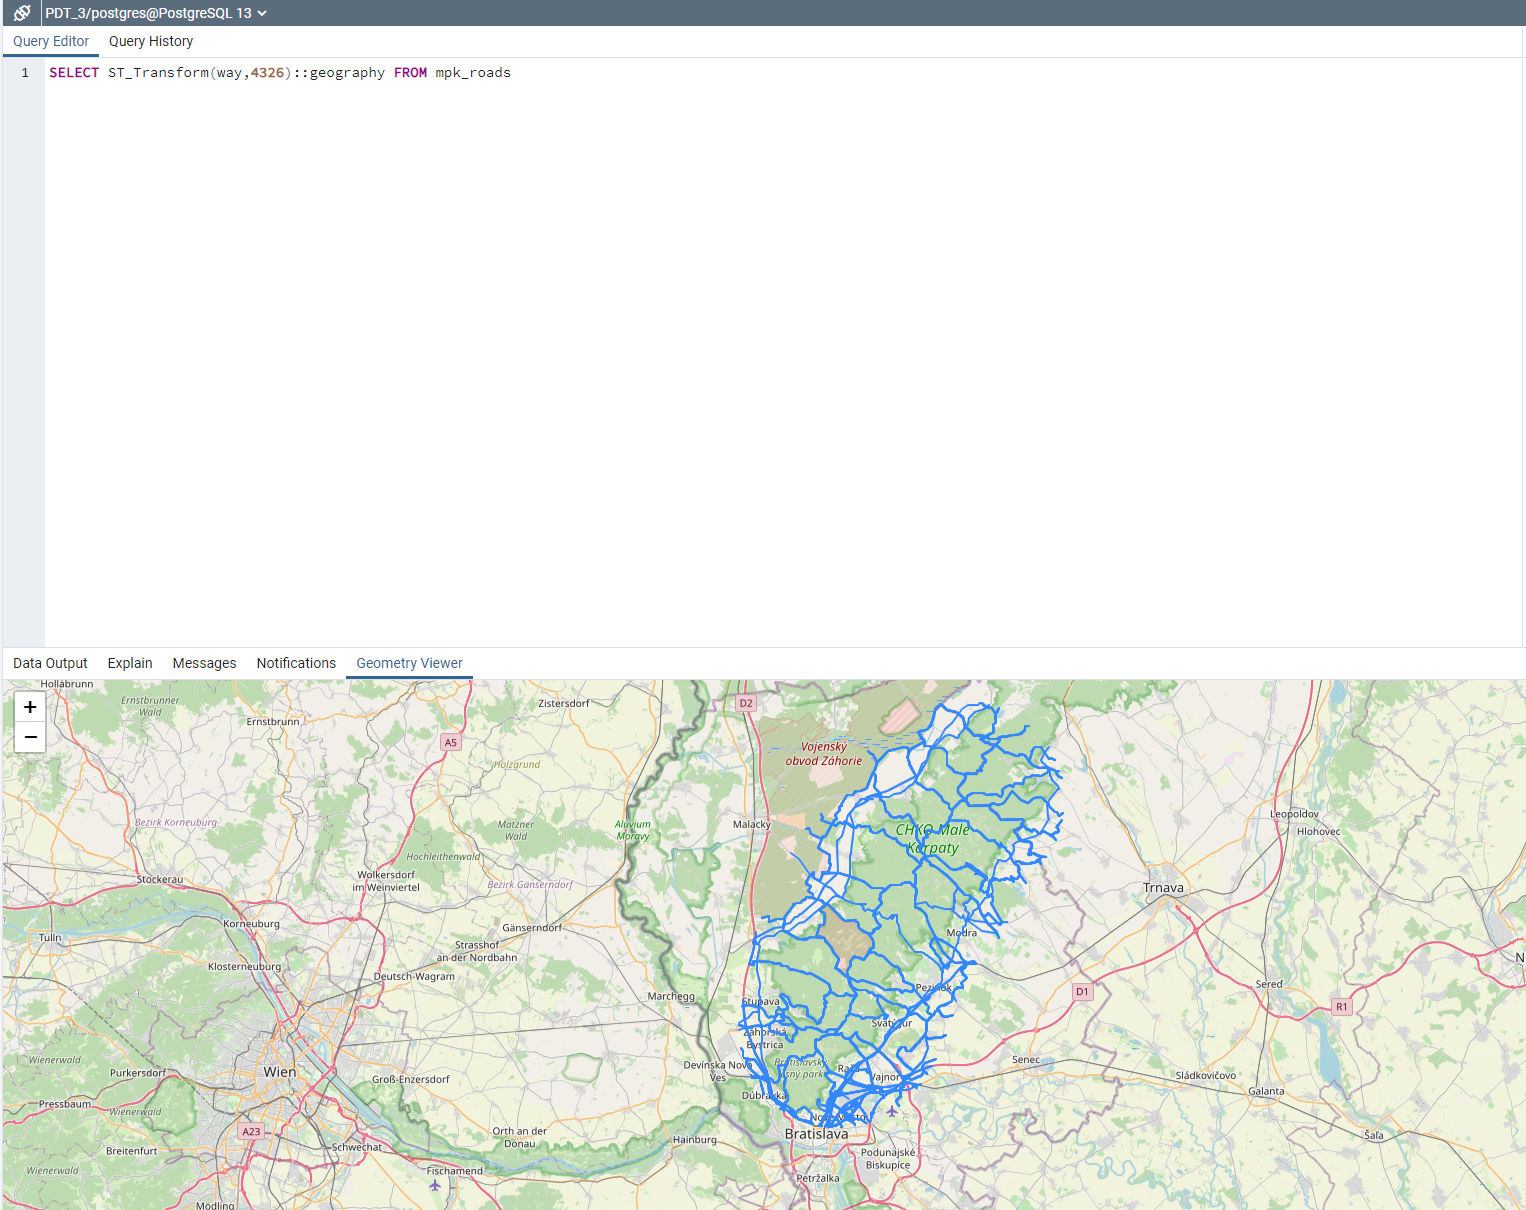 PDT_3/postgres@PostgreSQL 13
Query Editor Query History
1 SELECT ST_Transform(way,4326)::geography FROM mpk_roads
Data Output Explain Messages Notifications Geometry Viewer
+
−
Hollabrunn
Ernstbrunner
Wald
Ernstbrunn
Zistersdorf
D2
A5
Vojenský
obvod Záhorie
Holzgrund
Bezirk Korneuburg
Matzner
Wald
Aluvium
Moravy
Malacky
CHKO Malé
Karpaty
Leopoldov
Hlohovec
Hochleithenwald
Stockerau
Wolkersdorf
im Weinviertel
Bezirk Gänserndorf
Trnava
Korneuburg
Gänserndorf
Tulln
Strasshof
an der Nordbahn
Modra
Klosterneuburg
Deutsch-Wagram
N
Sereď
Pezinok
D1
Marchegg
Stupava
R1
Svätý Jur
Záhorská
Bystrica
Wienerwald
Purkersdorf
Wien
Devínska Nová
Ves
Bratislavský
lesný park
Rača
Vajnory
Senec
Groß-Enzersdorf
Sládkovičovo
Galanta
Pressbaum
Wienerwald
Dúbravka
Nové Mesto
A23
Orth an der
Donau
Hainburg
Bratislava
Šaľa
Breitenfurt
Schwechat
Podunajské
Biskupice
Wienerwald
Fischamend
Petržalka
Mödling